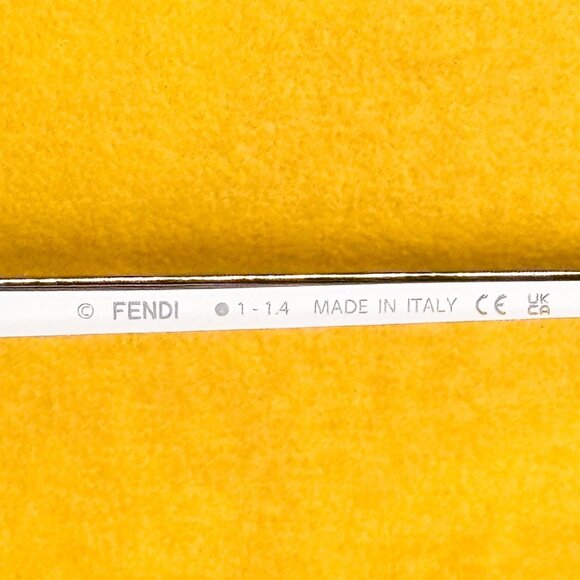 © FENDI ● 1-1.4 MADE IN ITALY CE UK CA